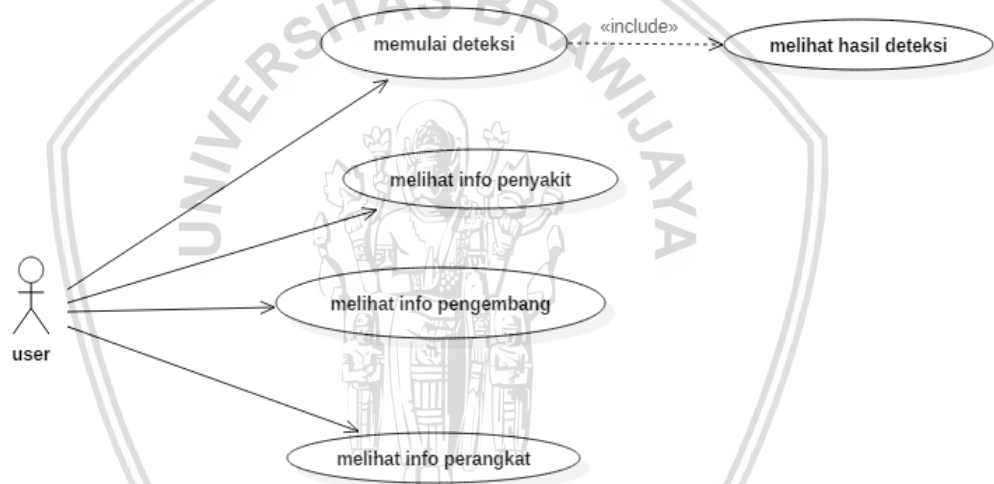 UNIVERSITAS BRAWIJAYA
memulai deteksi
«include»
melihat hasil deteksi
melihat info penyakit
melihat info pengembang
user
melihat info perangkat